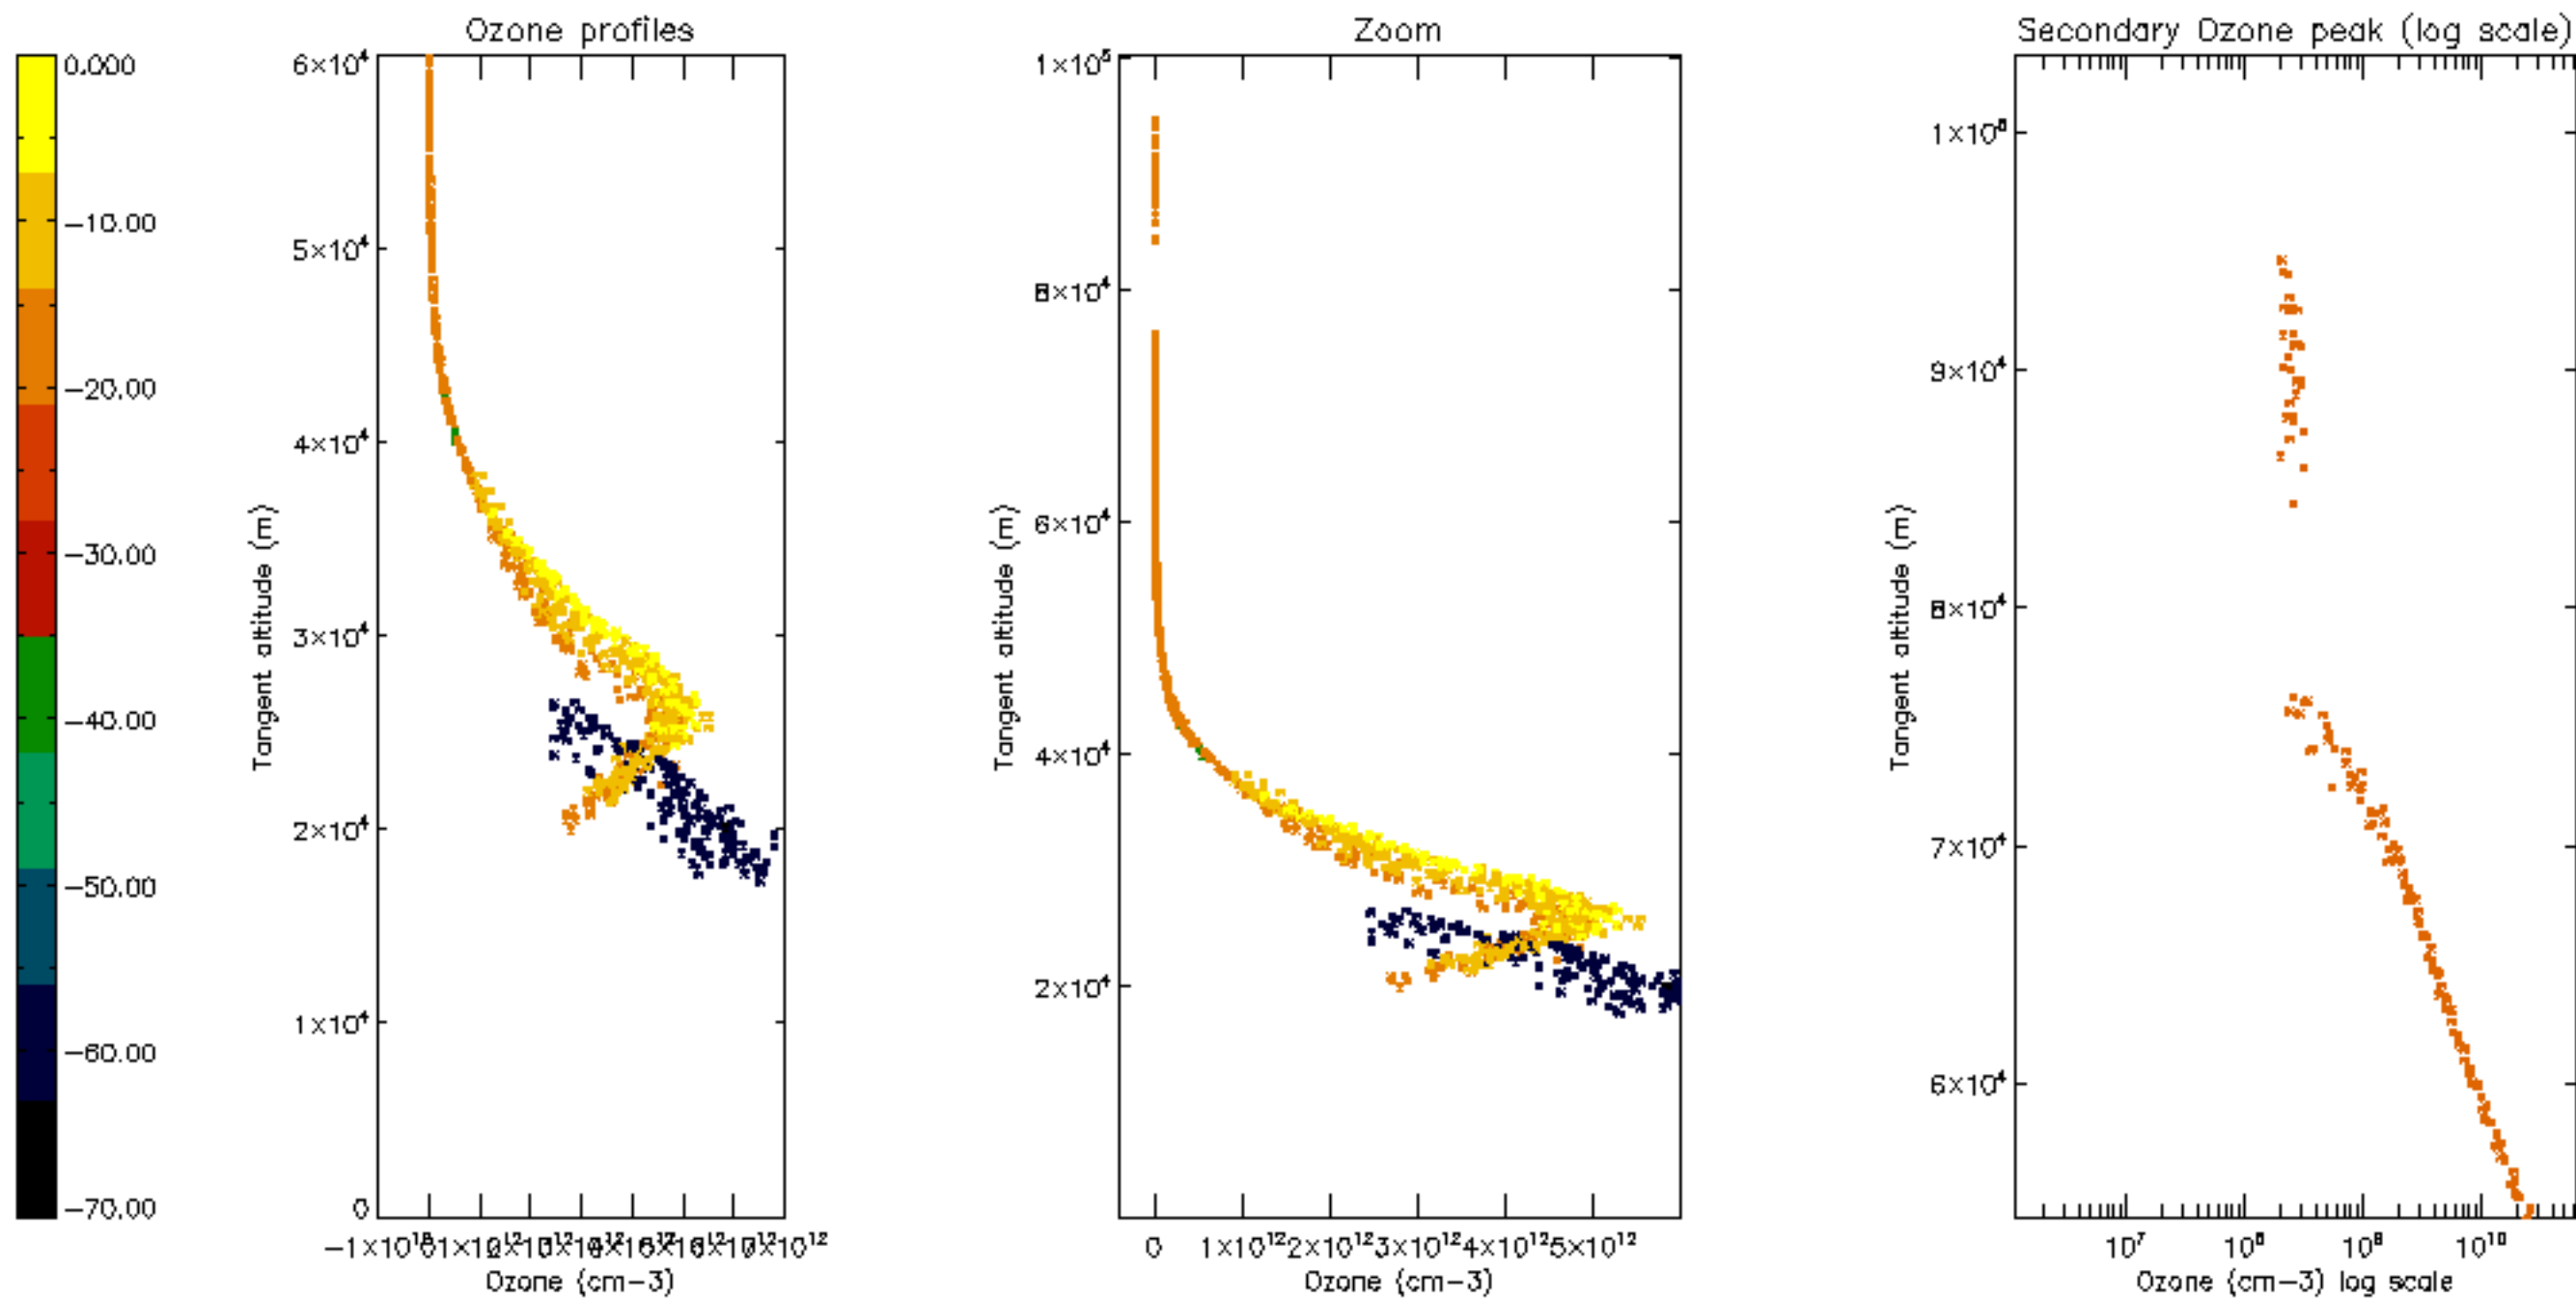 Ozone profiles
Zoom
Secondary Ozone peak (log scale)
0.000
−10.00
−20.00
−30.00
−40.00
−50.00
−60.00
−70.00
Tangent altitude (m)
6×10⁴
5×10⁴
4×10⁴
3×10⁴
2×10⁴
1×10⁴
0
Ozone (cm−3)
Tangent altitude (m)
1×10⁵
8×10⁴
6×10⁴
4×10⁴
2×10⁴
0 1×10¹² 2×10¹² 3×10¹² 4×10¹² 5×10¹²
Ozone (cm−3)
Tangent altitude (m)
9×10⁴
8×10⁴
7×10⁴
6×10⁴
10⁷ 10⁸ 10⁹ 10¹⁰
Ozone (cm−3) log scale